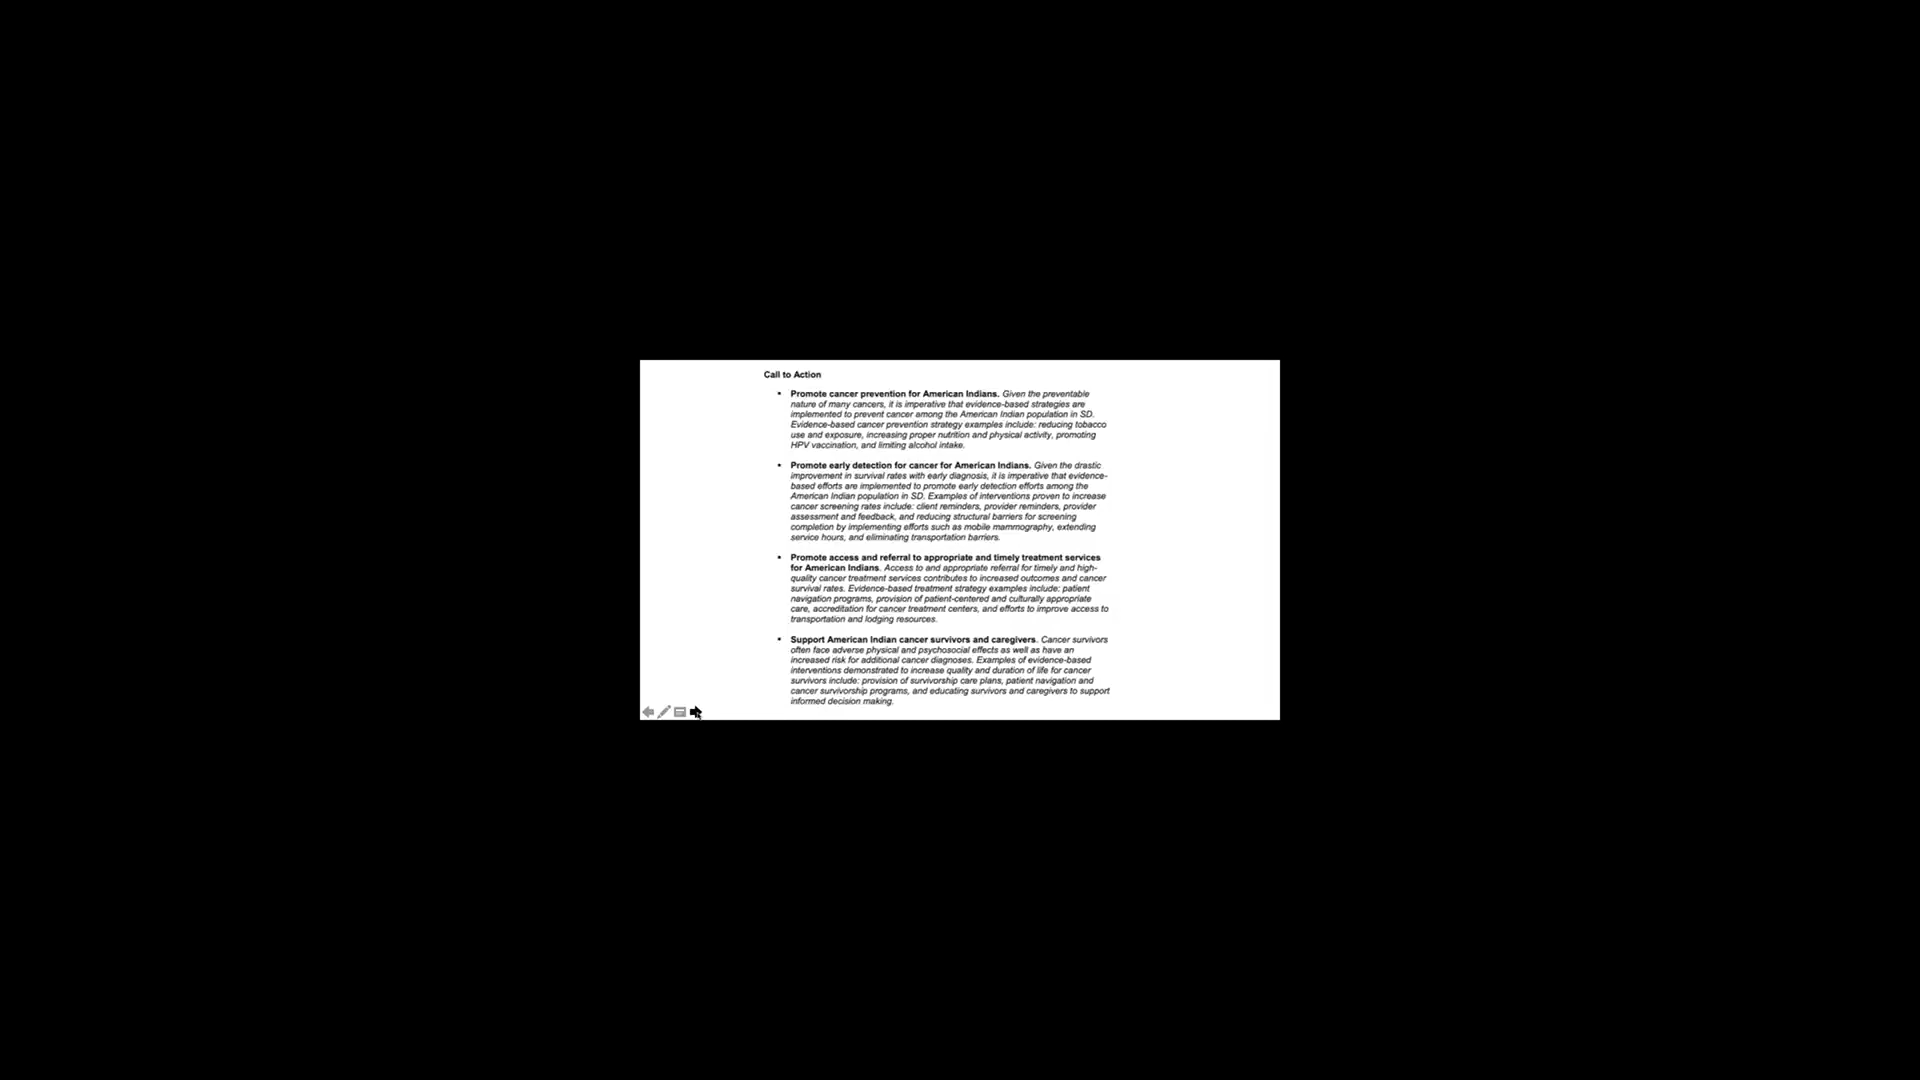 Call to Action
▪ Promote cancer prevention for American Indians. Given the preventable
nature of many cancers, it is imperative that evidence-based strategies are
implemented to prevent cancer among the American Indian population in SD.
Evidence-based cancer prevention strategy examples include: reducing tobacco
use and exposure, increasing proper nutrition and physical activity, promoting
HPV vaccination, and limiting alcohol intake.
▪ Promote early detection for cancer for American Indians. Given the drastic
improvement in survival rates with early diagnosis, it is imperative that evidence-
based efforts are implemented to promote early detection efforts among the
American Indian population in SD. Examples of interventions proven to increase
cancer screening rates include: client reminders, provider reminders, provider
assessment and feedback, and reducing structural barriers for screening
completion by implementing efforts such as mobile mammography, extending
service hours, and eliminating transportation barriers.
▪ Promote access and referral to appropriate and timely treatment services
for American Indians. Access to and appropriate referral for timely and high-
quality cancer treatment services contributes to increased outcomes and cancer
survival rates. Evidence-based treatment strategy examples include: patient
navigation programs, provision of patient-centered and culturally appropriate
care, accreditation for cancer treatment centers, and efforts to improve access to
transportation and lodging resources.
▪ Support American Indian cancer survivors and caregivers. Cancer survivors
often face adverse physical and psychosocial effects as well as have an
increased risk for additional cancer diagnoses. Examples of evidence-based
interventions demonstrated to increase quality and duration of life for cancer
survivors include: provision of survivorship care plans, patient navigation and
cancer survivorship programs, and educating survivors and caregivers to support
informed decision making.